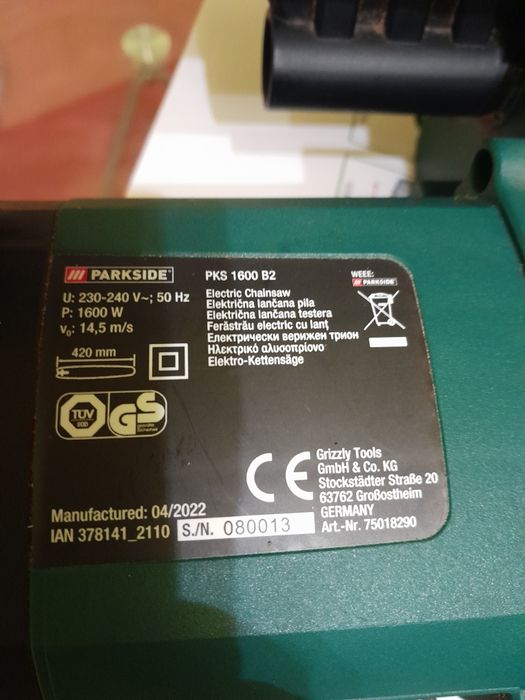 PARKSIDE
U: 230-240 V~; 50 Hz
P: 1600 W
v₀: 14,5 m/s
420 mm
TÜV
SÜD
GS
geprüfte
Sicherheit
PKS 1600 B2
Electric Chainsaw
Električna lančana pila
Električna lančana testera
Ferăstrău electric cu lanț
Електрически верижен трион
Ηλεκτρικό αλυσοπρίονο
Elektro-Kettensäge
WEEE:
PARKSIDE
CE
Grizzly Tools
GmbH & Co. KG
Stockstädter Straße 20
63762 Großostheim
GERMANY
Art.-Nr. 75018290
Manufactured: 04/2022
IAN 378141_2110 S./N. 080013